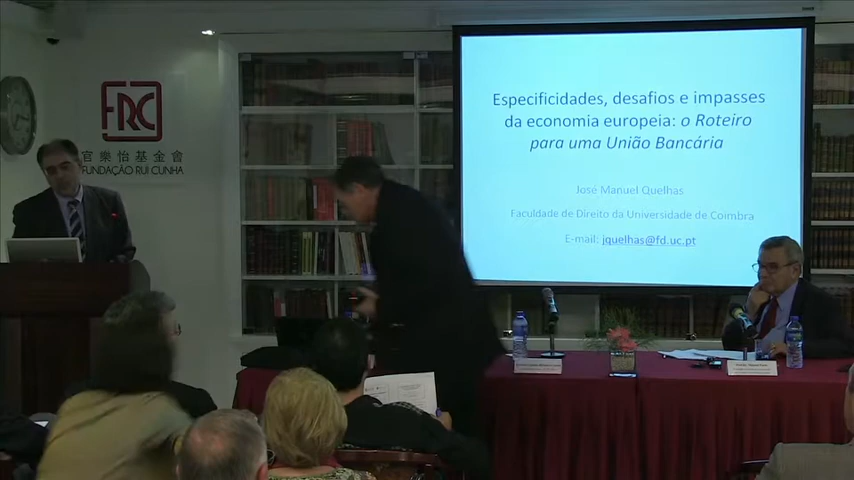 Especificidades, desafios e impasses
da economia europeia: o Roteiro
para uma União Bancária
José Manuel Quelhas
Faculdade de Direito da Universidade de Coimbra
E-mail: jquelhas@fd.uc.pt
FRC
官樂怡基金會
FUNDAÇÃO RUI CUNHA